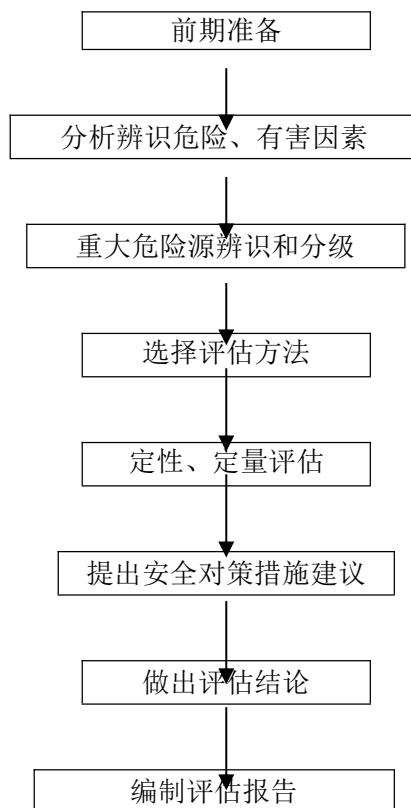 前期准备
分析辨识危险、有害因素
重大危险源辨识和分级
选择评估方法
定性、定量评估
提出安全对策措施建议
做出评估结论
编制评估报告